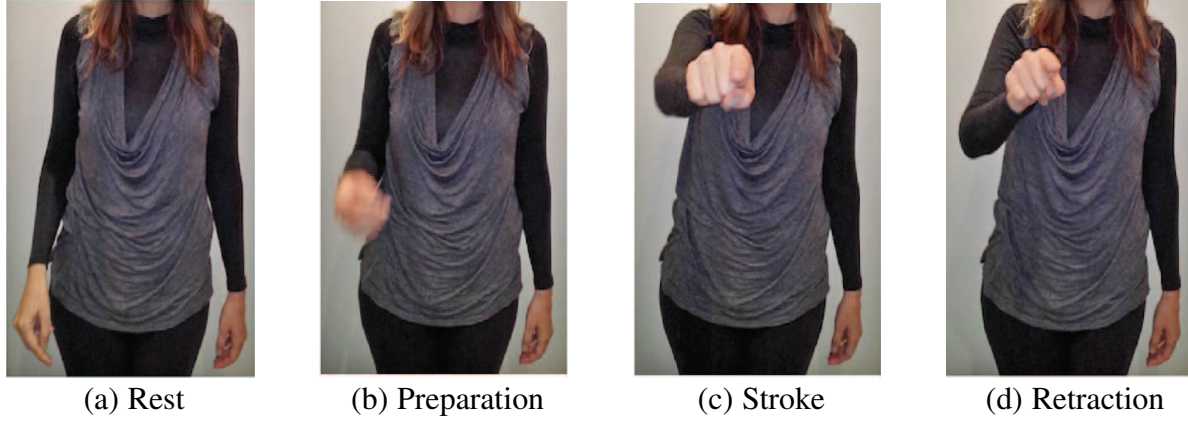 (a) Rest
(b) Preparation
(c) Stroke
(d) Retraction